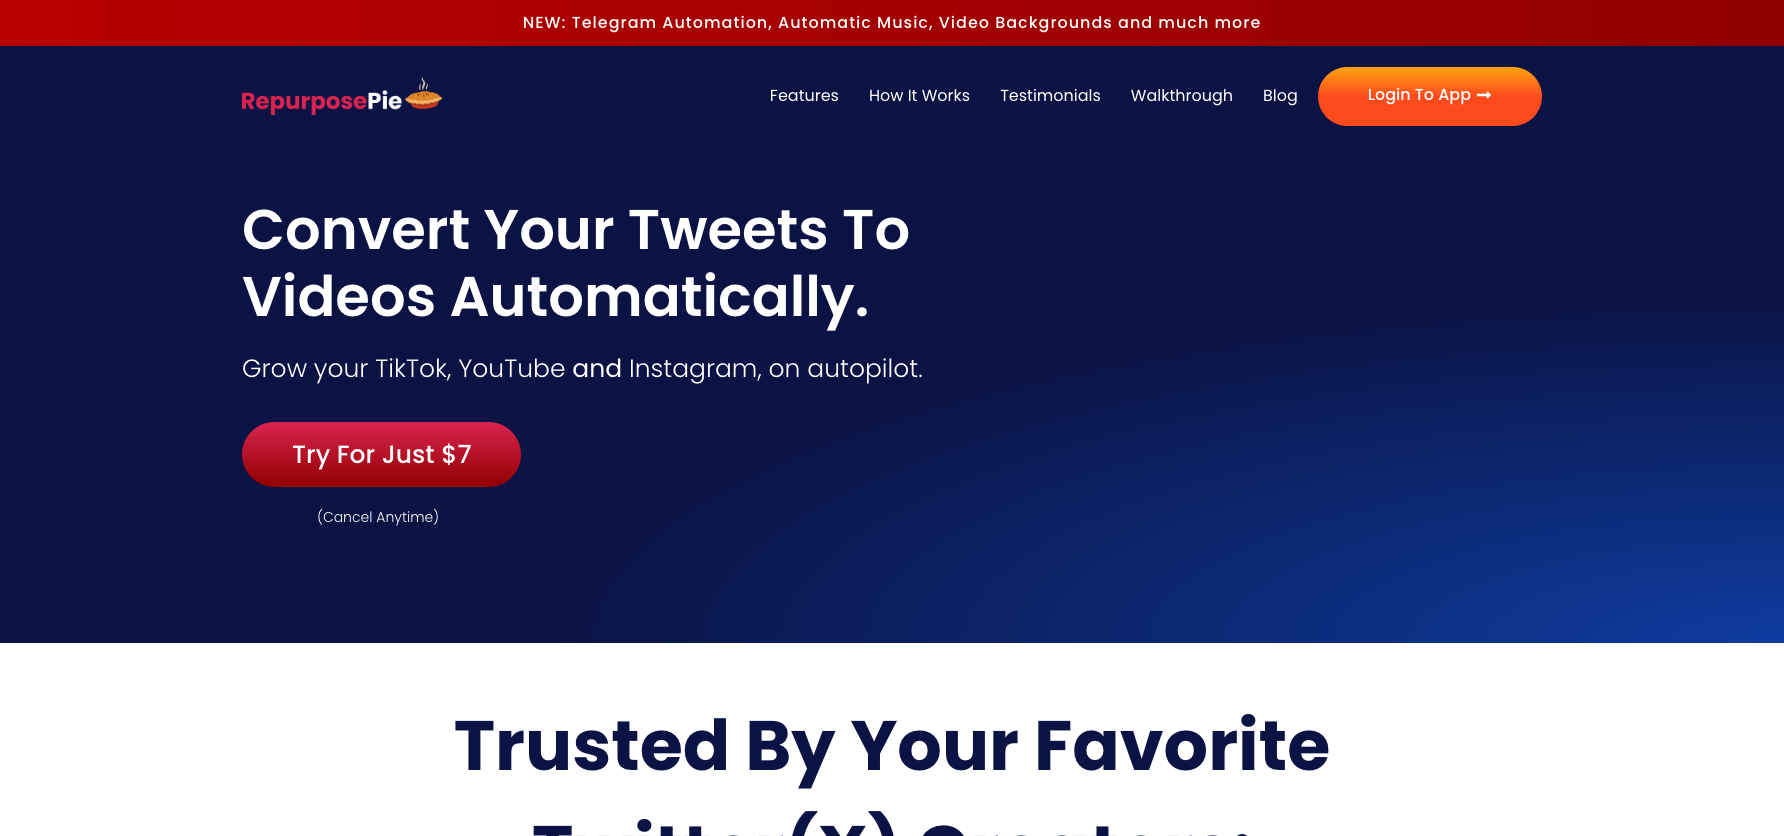 NEW: Telegram Automation, Automatic Music, Video Backgrounds and much more
RepurposePie
Features
How It Works
Testimonials
Walkthrough
Blog
Login To App
Convert Your Tweets To
Videos Automatically.
Grow your TikTok, YouTube and Instagram, on autopilot.
Try For Just $7
(Cancel Anytime)
Trusted By Your Favorite
Twitter(X) Creators: